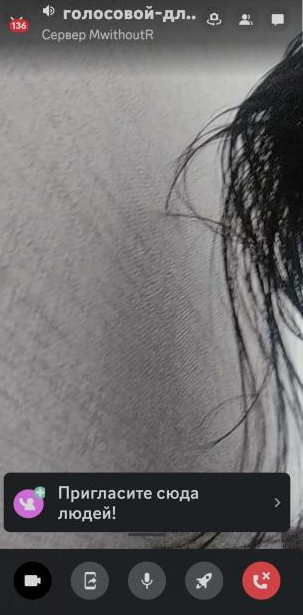 136
голосовой-дл..
Сервер MwithoutR
Пригласите сюда
людей!